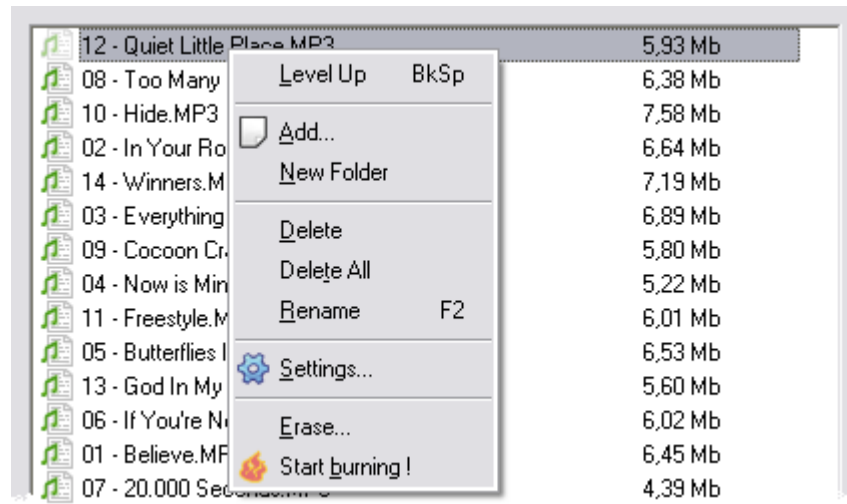 12 - Quiet Little Place.MP3 5,93 Mb
08 - Too Many 6,38 Mb
10 - Hide.MP3 7,58 Mb
02 - In Your Ro 6,64 Mb
14 - Winners.M 7,19 Mb
03 - Everything 6,89 Mb
09 - Cocoon Cr 5,80 Mb
04 - Now is Min 5,22 Mb
11 - Freestyle.M 6,01 Mb
05 - Butterflies I 6,53 Mb
13 - God In My 5,60 Mb
06 - If You're N 6,02 Mb
01 - Believe.MP 6,45 Mb
07 - 20.000 Seconds.MP3 4,39 Mb
Level Up BkSp
Add...
New Folder
Delete
Delete All
Rename F2
Settings...
Erase...
Start burning !